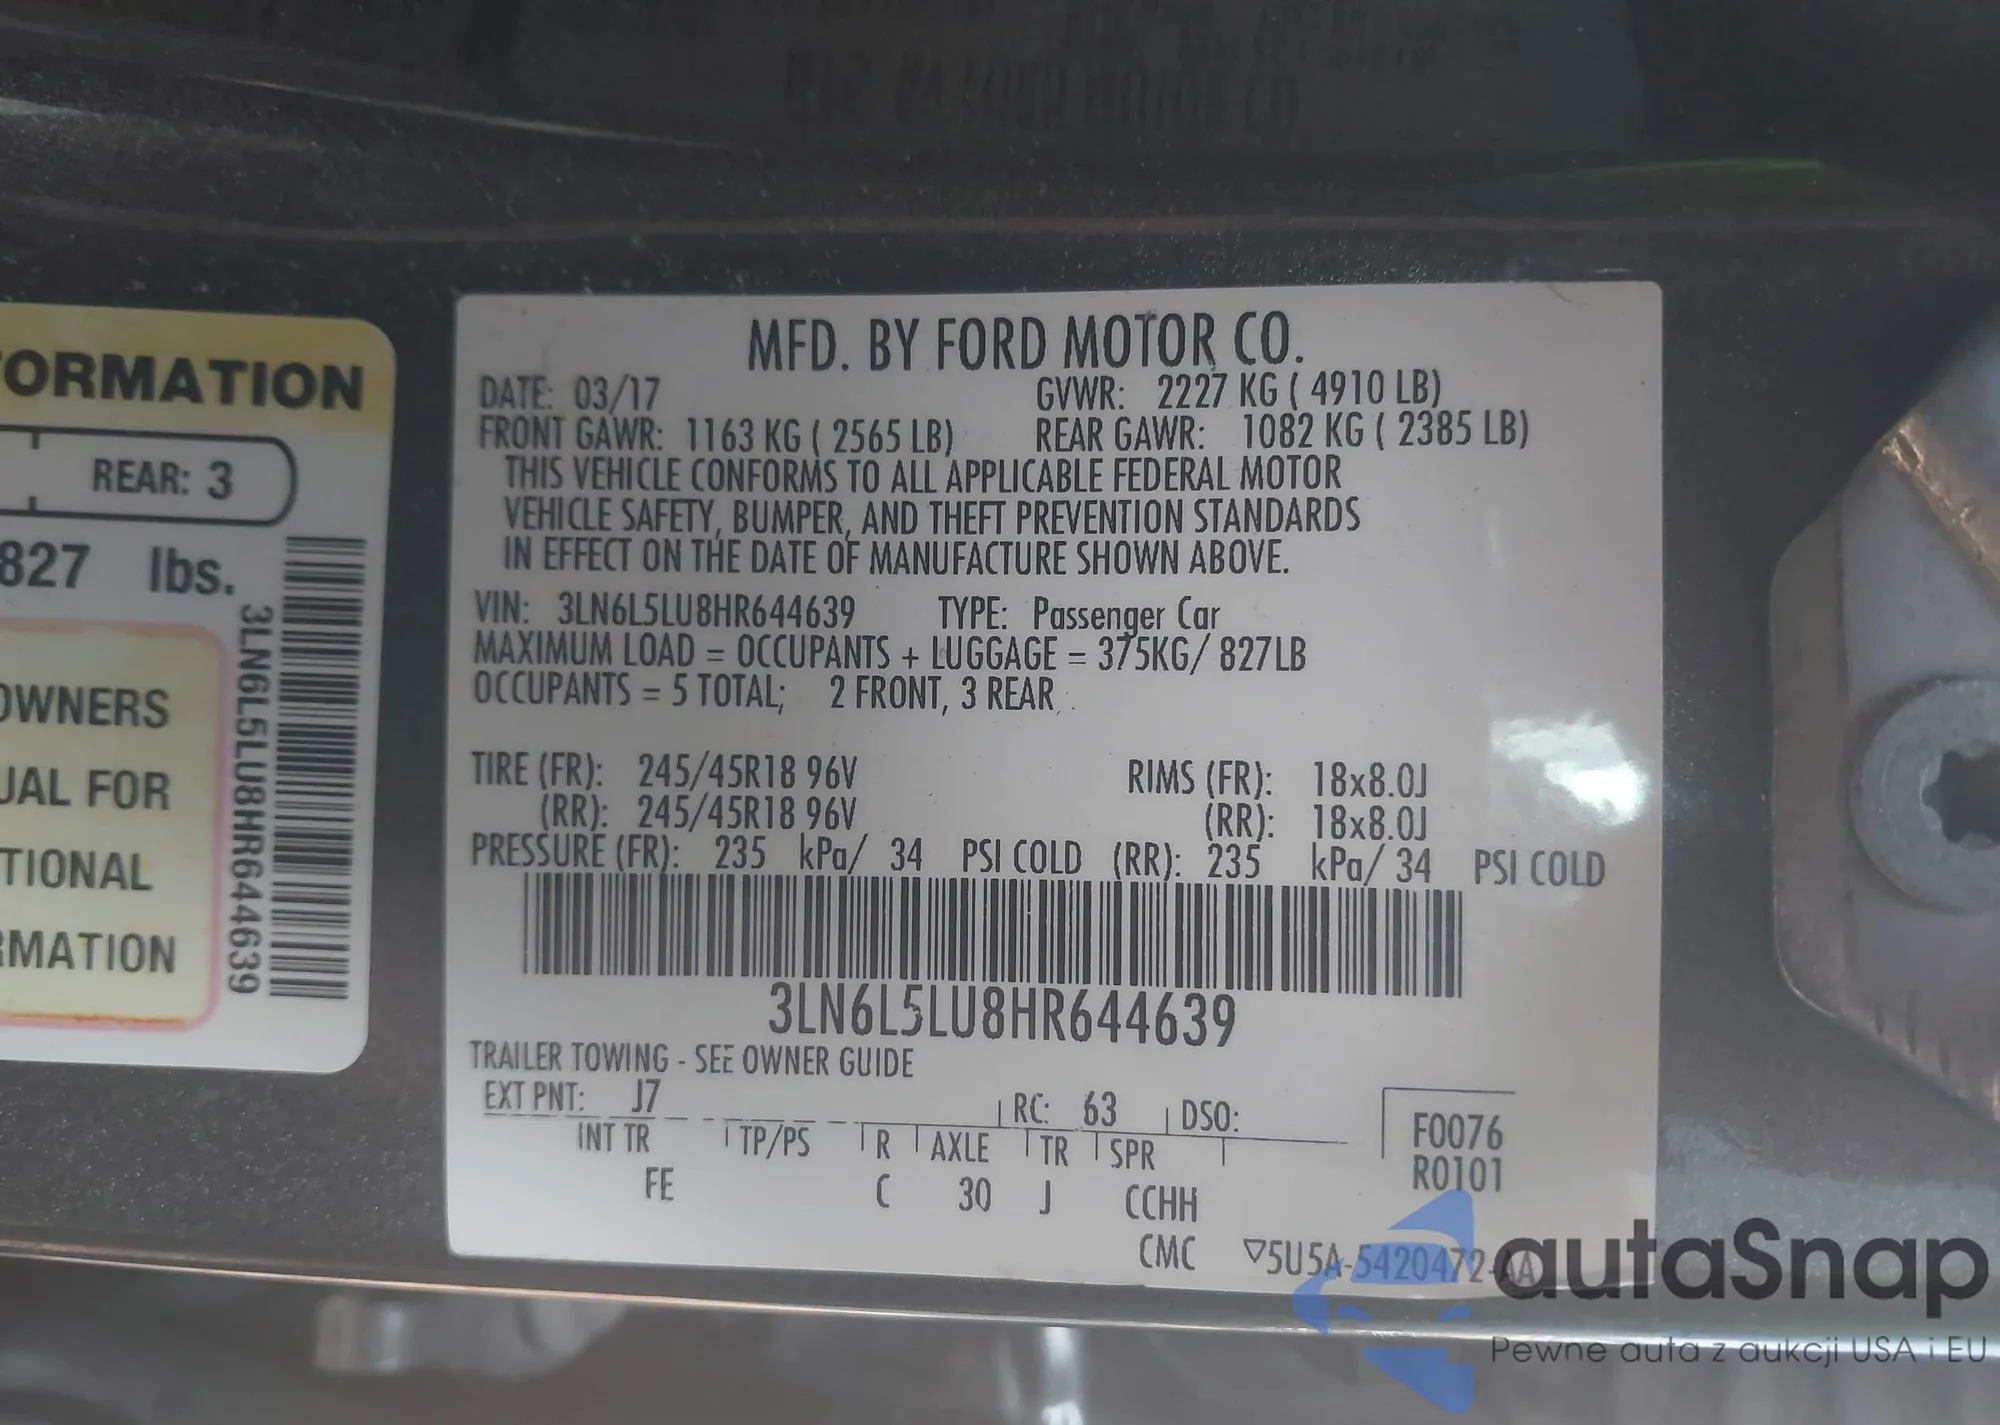 ORMATION
REAR: 3
827 lbs.
3LN6L5LU8HR644639
OWNERS
UAL FOR
TIONAL
RMATION
MFD. BY FORD MOTOR CO.
DATE: 03/17 GVWR: 2227 KG ( 4910 LB)
FRONT GAWR: 1163 KG ( 2565 LB) REAR GAWR: 1082 KG ( 2385 LB)
THIS VEHICLE CONFORMS TO ALL APPLICABLE FEDERAL MOTOR
VEHICLE SAFETY, BUMPER, AND THEFT PREVENTION STANDARDS
IN EFFECT ON THE DATE OF MANUFACTURE SHOWN ABOVE.
VIN: 3LN6L5LU8HR644639 TYPE: Passenger Car
MAXIMUM LOAD = OCCUPANTS + LUGGAGE = 375KG/ 827LB
OCCUPANTS = 5 TOTAL; 2 FRONT, 3 REAR
TIRE (FR): 245/45R18 96V RIMS (FR): 18x8.0J
(RR): 245/45R18 96V (RR): 18x8.0J
PRESSURE (FR): 235 kPa/ 34 PSI COLD (RR): 235 kPa/ 34 PSI COLD
3LN6L5LU8HR644639
TRAILER TOWING - SEE OWNER GUIDE
EXT PNT: J7 RC: 63 DSO: F0076
INT TR TP/PS R AXLE TR SPR R0101
FE C 30 J CCHH
CMC 5U5A-5420472-AA
autaSnap
Pewne auta z aukcji USA i EU